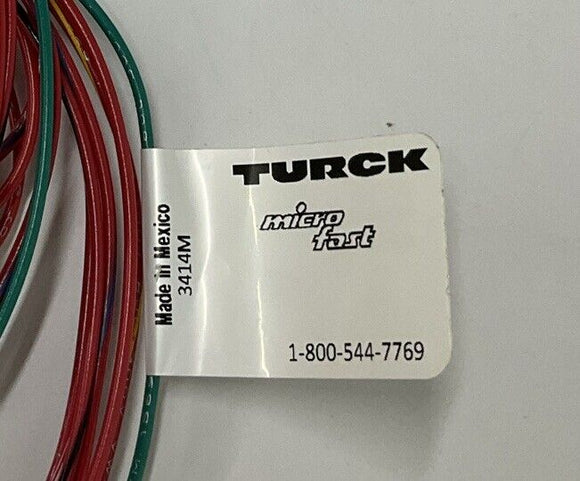 TURCK
micro
fast
Made in Mexico
3414M
1-800-544-7769